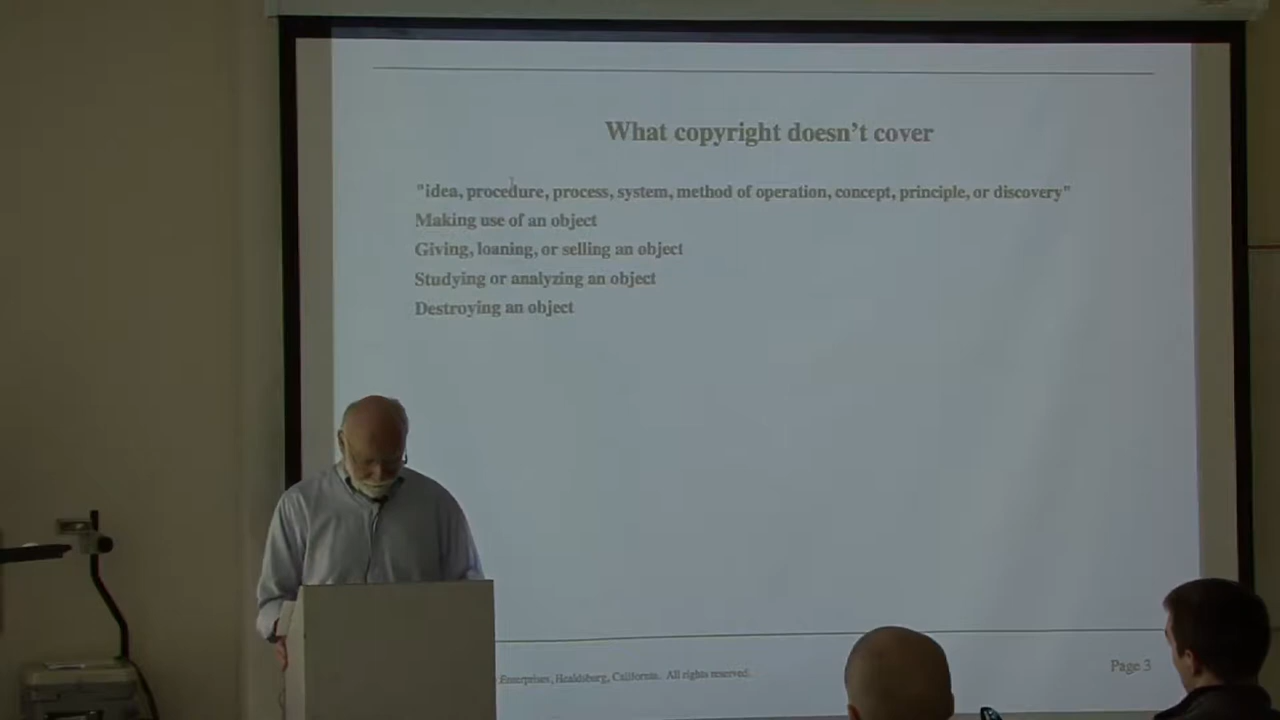 What copyright doesn't cover
"idea, procedure, process, system, method of operation, concept, principle, or discovery"
Making use of an object
Giving, loaning, or selling an object
Studying or analyzing an object
Destroying an object
Enterprises, Healdsburg, California. All rights reserved.
Page 3